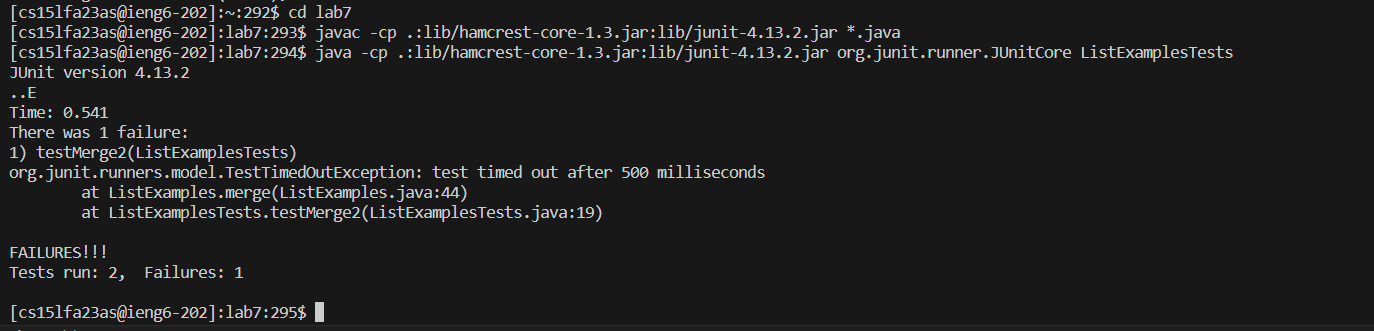 [cs15lfa23as@ieng6-202]:~:292$ cd lab7
[cs15lfa23as@ieng6-202]:lab7:293$ javac -cp .:lib/hamcrest-core-1.3.jar:lib/junit-4.13.2.jar *.java
[cs15lfa23as@ieng6-202]:lab7:294$ java -cp .:lib/hamcrest-core-1.3.jar:lib/junit-4.13.2.jar org.junit.runner.JUnitCore ListExamplesTests
JUnit version 4.13.2
..E
Time: 0.541
There was 1 failure:
1) testMerge2(ListExamplesTests)
org.junit.runners.model.TestTimedOutException: test timed out after 500 milliseconds
        at ListExamples.merge(ListExamples.java:44)
        at ListExamplesTests.testMerge2(ListExamplesTests.java:19)

FAILURES!!!
Tests run: 2,  Failures: 1

[cs15lfa23as@ieng6-202]:lab7:295$